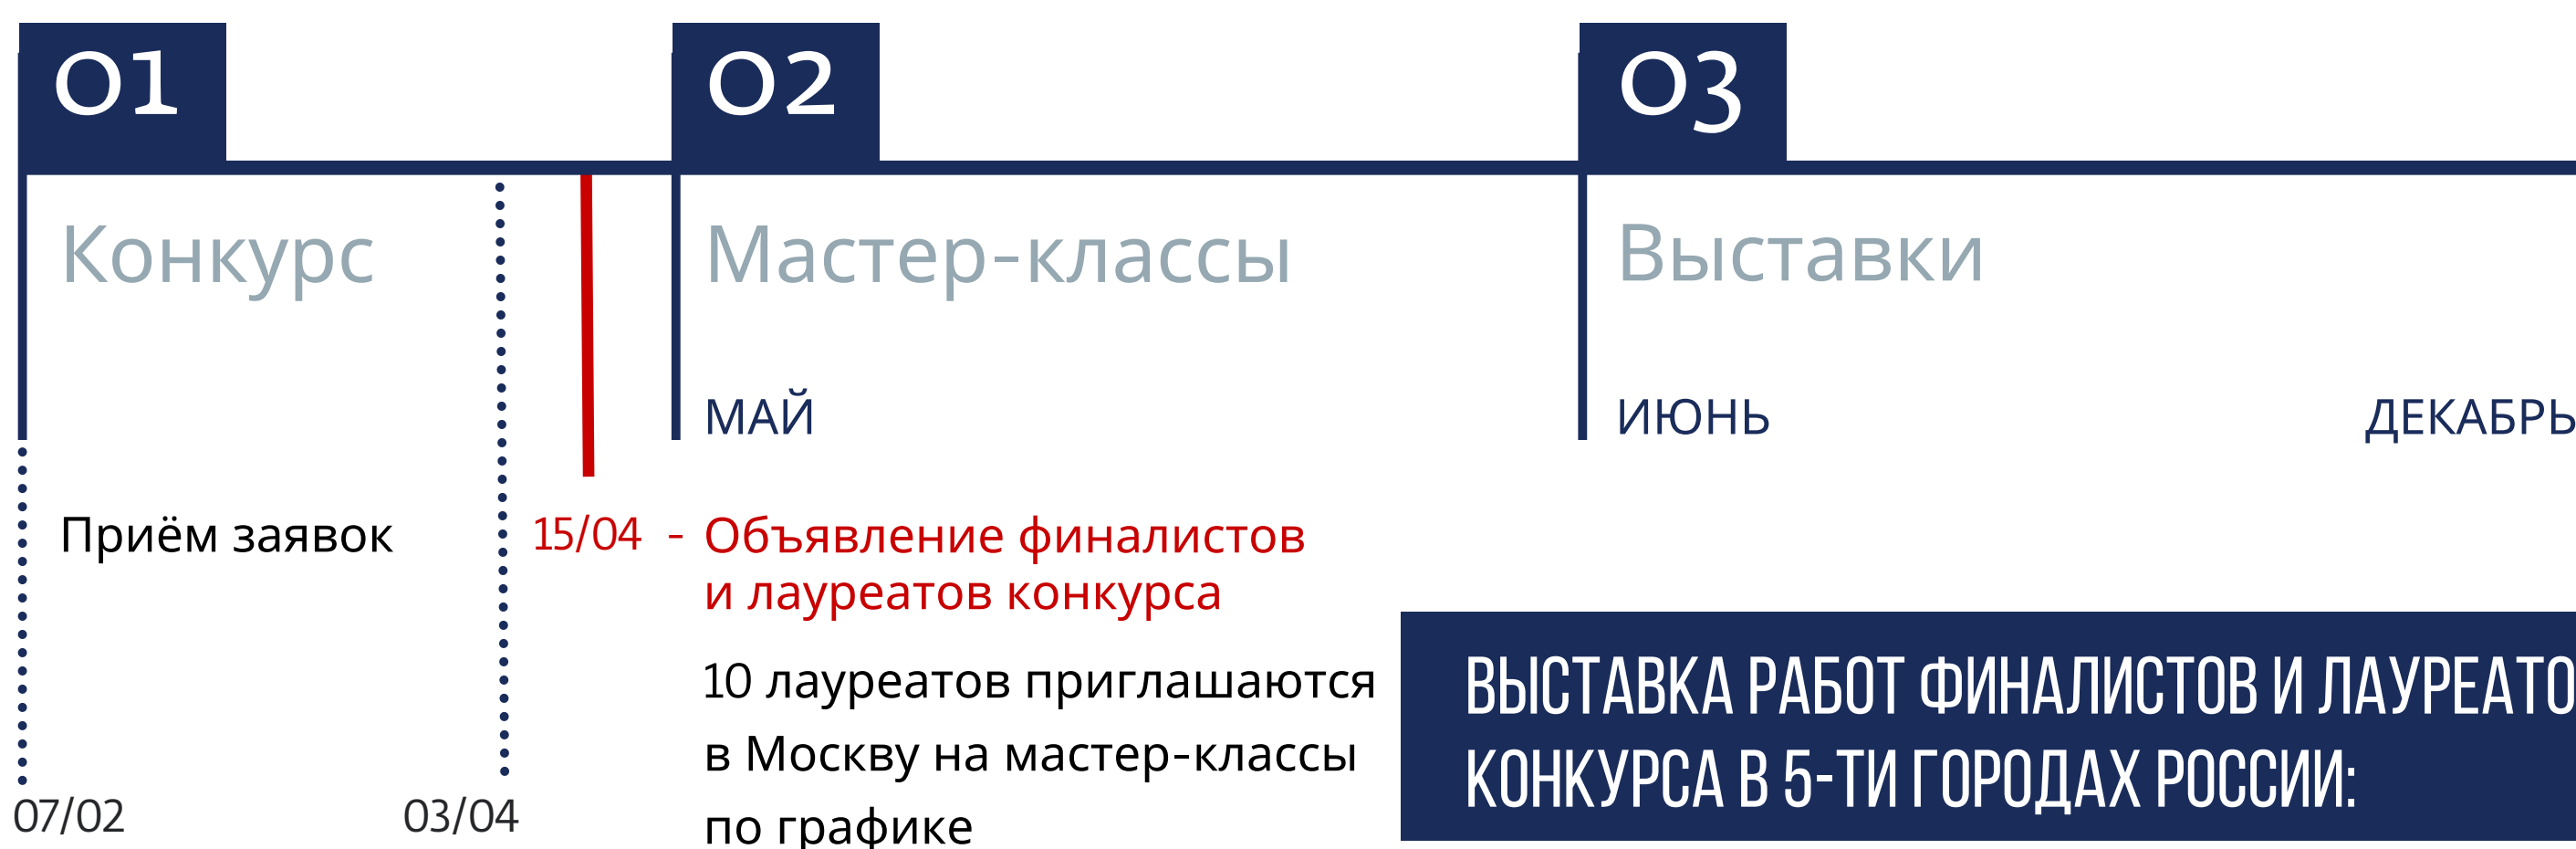 01
02
03
Конкурс
Мастер-классы
Выставки
МАЙ
ИЮНЬ
ДЕКАБРЬ
Приём заявок
15/04 - Объявление финалистов
и лауреатов конкурса
10 лауреатов приглашаются
в Москву на мастер-классы
по графике
07/02
03/04
ВЫСТАВКА РАБОТ ФИНАЛИСТОВ И ЛАУРЕАТО
КОНКУРСА В 5-ТИ ГОРОДАХ РОССИИ: